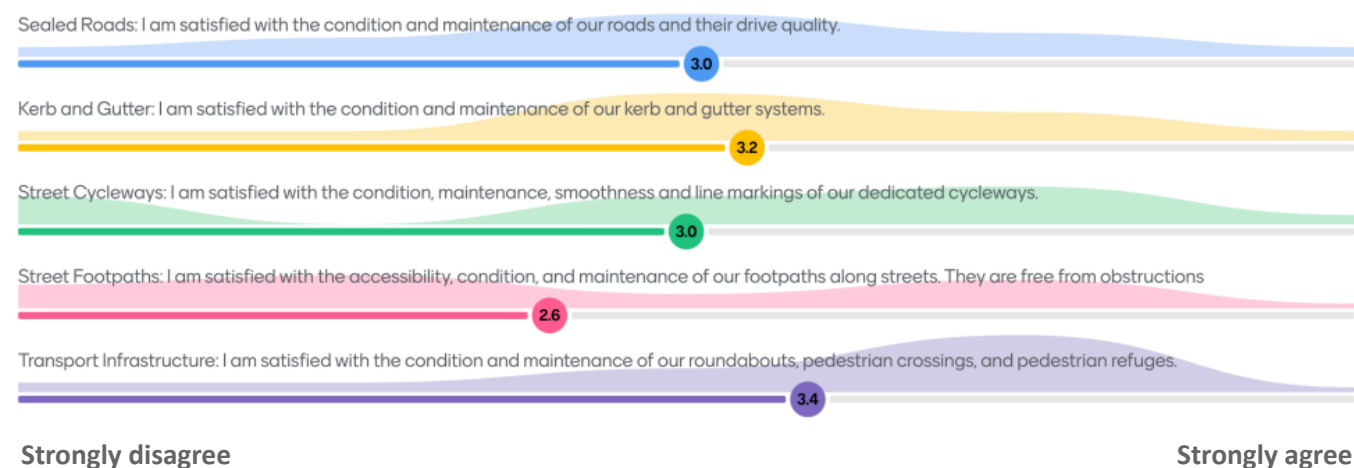 Sealed Roads: I am satisfied with the condition and maintenance of our roads and their drive quality.
3.0
Kerb and Gutter: I am satisfied with the condition and maintenance of our kerb and gutter systems.
3.2
Street Cycleways: I am satisfied with the condition, maintenance, smoothness and line markings of our dedicated cycleways.
3.0
Street Footpaths: I am satisfied with the accessibility, condition, and maintenance of our footpaths along streets. They are free from obstructions
2.6
Transport Infrastructure: I am satisfied with the condition and maintenance of our roundabouts, pedestrian crossings, and pedestrian refuges.
3.4
Strongly disagree
Strongly agree